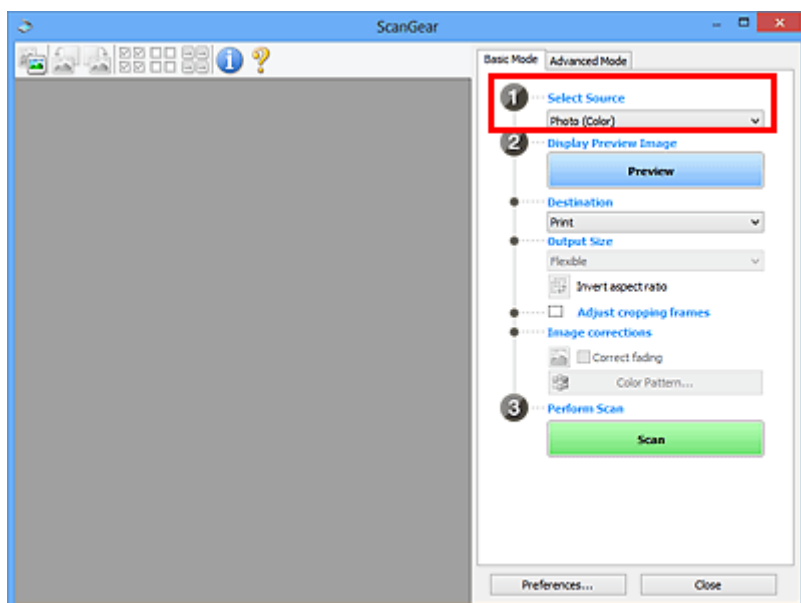 ScanGear
Basic Mode
Advanced Mode
1
Select Source
Photo (Color)
2
Display Preview Image
Preview
Destination
Print
Output Size
Flexible
Invert aspect ratio
Adjust cropping frames
Image corrections
Correct fading
Color Pattern...
3
Perform Scan
Scan
Preferences...
Close